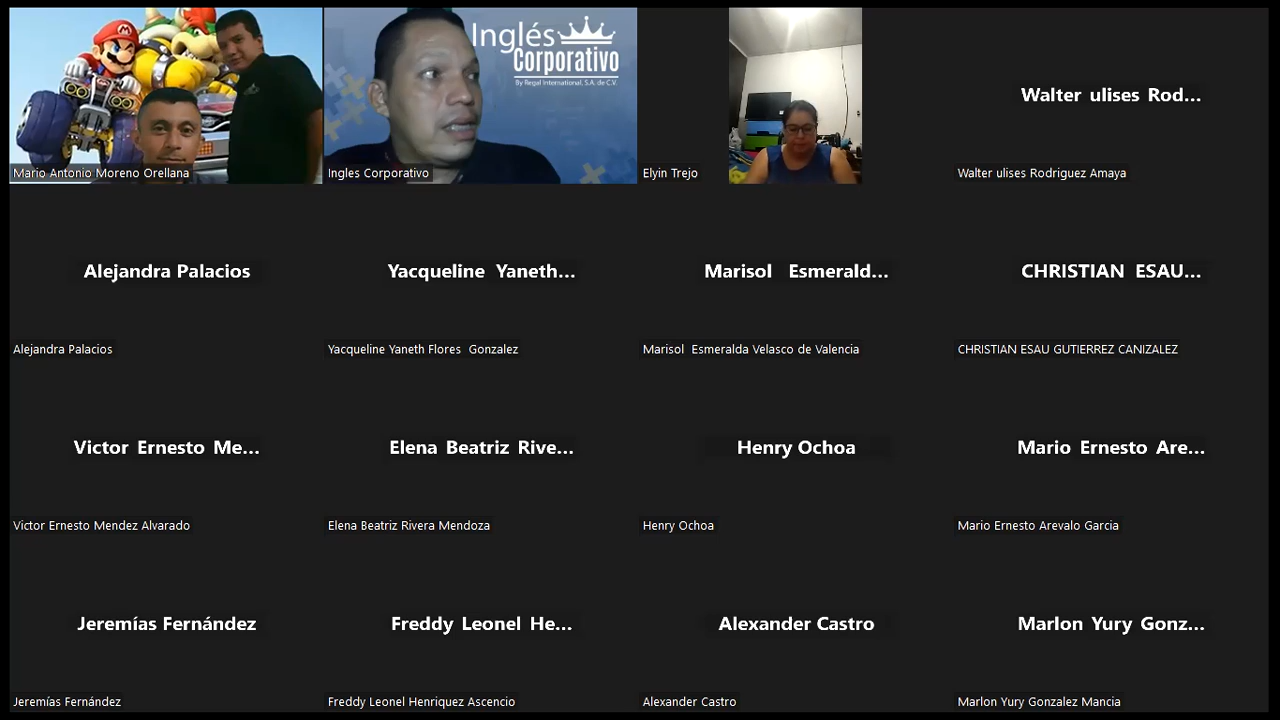 Inglés
Corporativo
By Regal International, S.A. de C.V.
Mario Antonio Moreno Orellana
Ingles Corporativo
Elyin Trejo
Walter ulises Rod...
Walter ulises Rodriguez Amaya
Alejandra Palacios
Yacqueline Yaneth...
Marisol Esmerald...
CHRISTIAN ESAU...
Alejandra Palacios
Yacqueline Yaneth Flores Gonzalez
Marisol Esmeralda Velasco de Valencia
CHRISTIAN ESAU GUTIERREZ CANIZALEZ
Victor Ernesto Me...
Elena Beatriz Rive...
Henry Ochoa
Mario Ernesto Are...
Victor Ernesto Mendez Alvarado
Elena Beatriz Rivera Mendoza
Henry Ochoa
Mario Ernesto Arevalo Garcia
Jeremías Fernández
Freddy Leonel He...
Alexander Castro
Marlon Yury Gonz...
Jeremías Fernández
Freddy Leonel Henriquez Ascencio
Alexander Castro
Marlon Yury Gonzalez Mancia